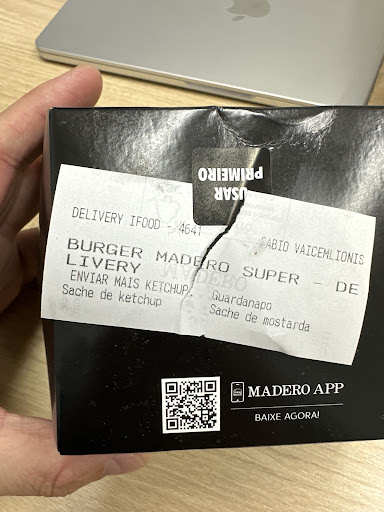 USAR
PRIMEIRO
DELIVERY IFOOD - 4641
FABIO VAICEMLIONIS
BURGER MADERO SUPER - DE
LIVERY
MADERO
ENVIAR MAIS KETCHUP
Guardanapo
Sache de ketchup
Sache de mostarda
MADERO APP
BAIXE AGORA!